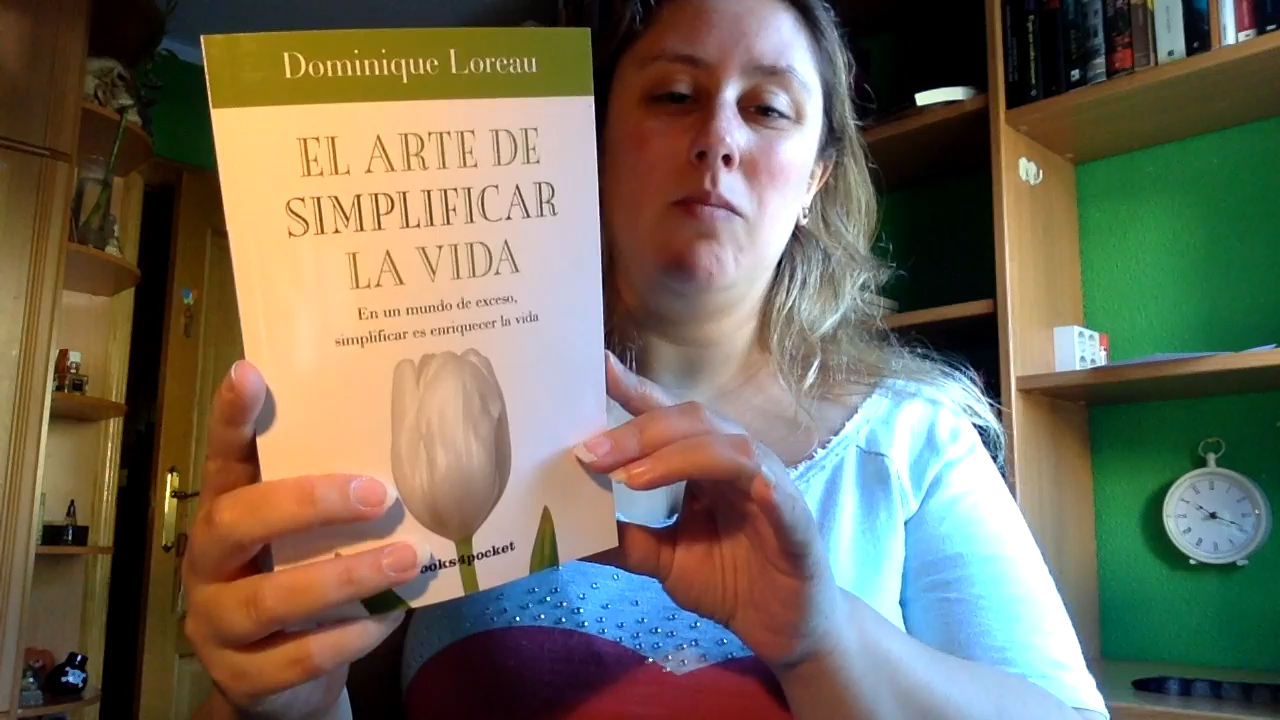 Dominique Loreau
EL ARTE DE
SIMPLIFICAR
LA VIDA
En un mundo de exceso,
simplificar es enriquecer la vida
ooks4pocket